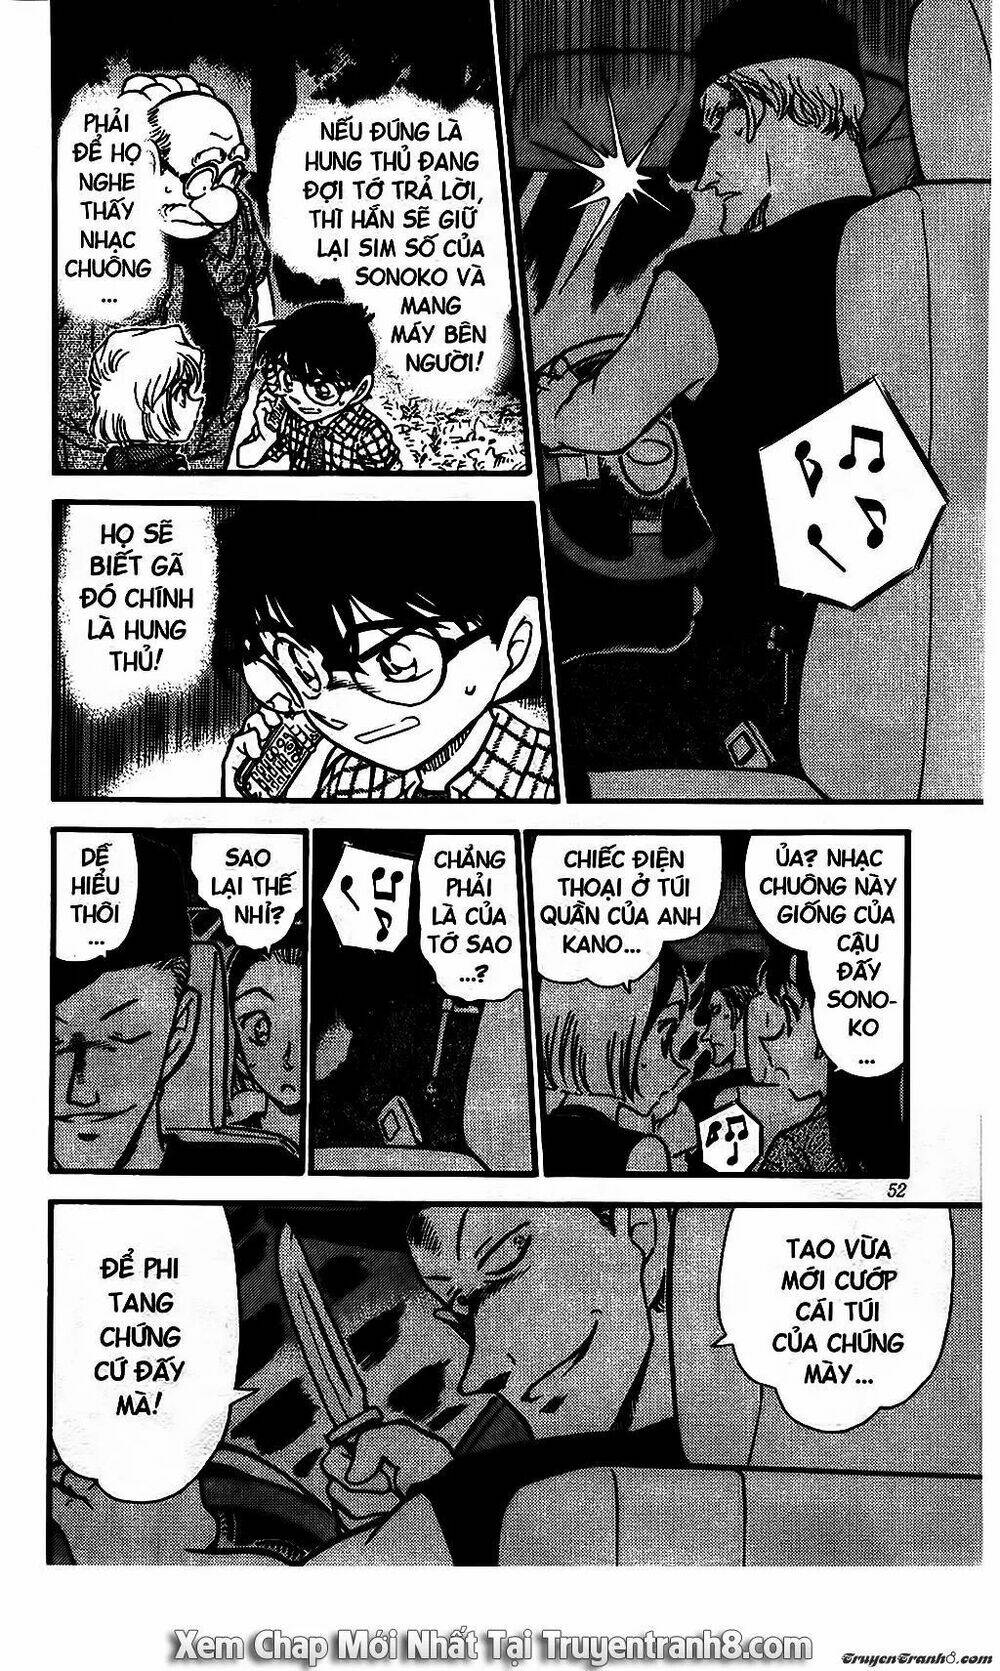 NẾU ĐÚNG LÀ
HUNG THỦ ĐANG
ĐỢI TỚ TRẢ LỜI,
THÌ HẮN SẼ GIỮ
LẠI SIM SỐ CỦA
SONOKO VÀ
MANG
MÁY BÊN
NGƯỜI!
PHẢI
ĐỂ HỌ
NGHE
THẤY
NHẠC
CHUÔNG
...
HỌ SẼ
BIẾT GÃ
ĐÓ CHÍNH
LÀ HUNG
THỦ!
ỦA? NHẠC
CHUÔNG NÀY
GIỐNG CỦA
CẬU
ĐẤY
SONO-
KO
...
CHIẾC ĐIỆN
THOẠI Ở TÚI
QUẦN CỦA ANH
KANO...
CHẲNG
PHẢI
LÀ CỦA
TỚ SAO
...?
SAO
LẠI THẾ
NHỈ?
DỄ
HIỂU
THÔI
...
52
TAO VỪA
MỚI CƯỚP
CÁI TÚI
CỦA CHÚNG
MÀY...
ĐỂ PHI
TANG
CHỨNG
CỨ ĐẤY
MÀ!
Xem Chap Mới Nhất Tại Truyentranh8.com
TruyenTranh8.com